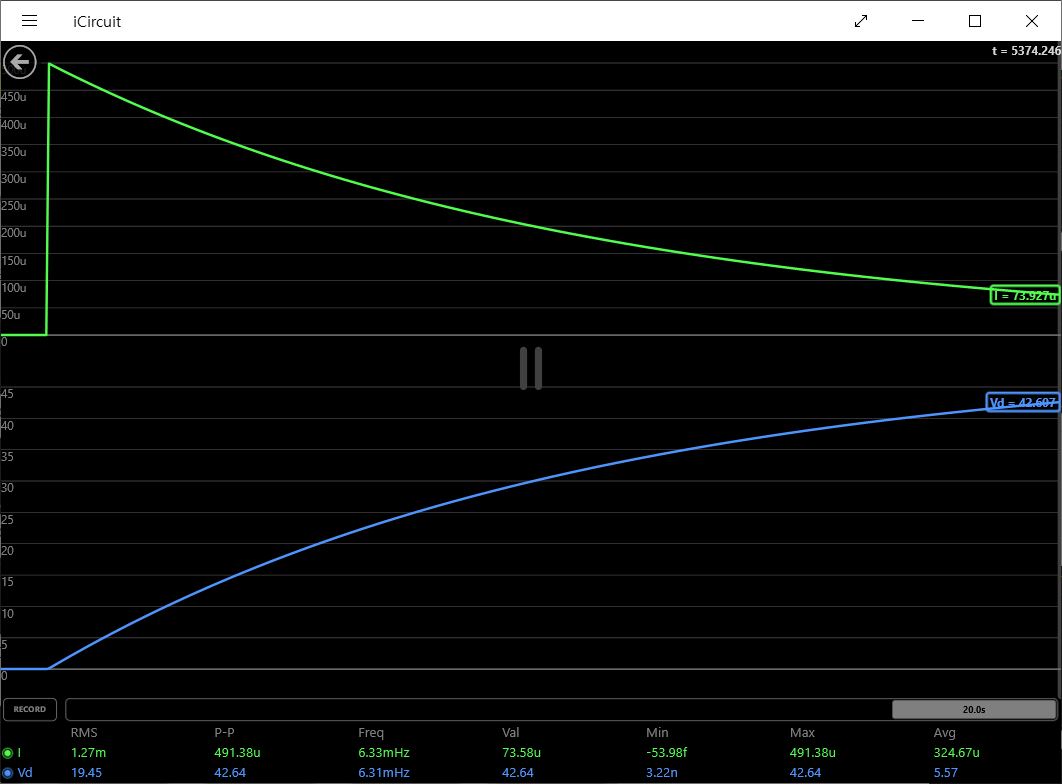 iCircuit
t = 5374.246
450u
400u
350u
300u
250u
200u
150u
100u
I = 73.927u
50u
0
45
Vd = 42.607
40
35
30
25
20
15
10
5
0
RECORD 20.0s
RMS P-P Freq Val Min Max Avg
I 1.27m 491.38u 6.33mHz 73.58u -53.98f 491.38u 324.67u
Vd 19.45 42.64 6.31mHz 42.64 3.22n 42.64 5.57